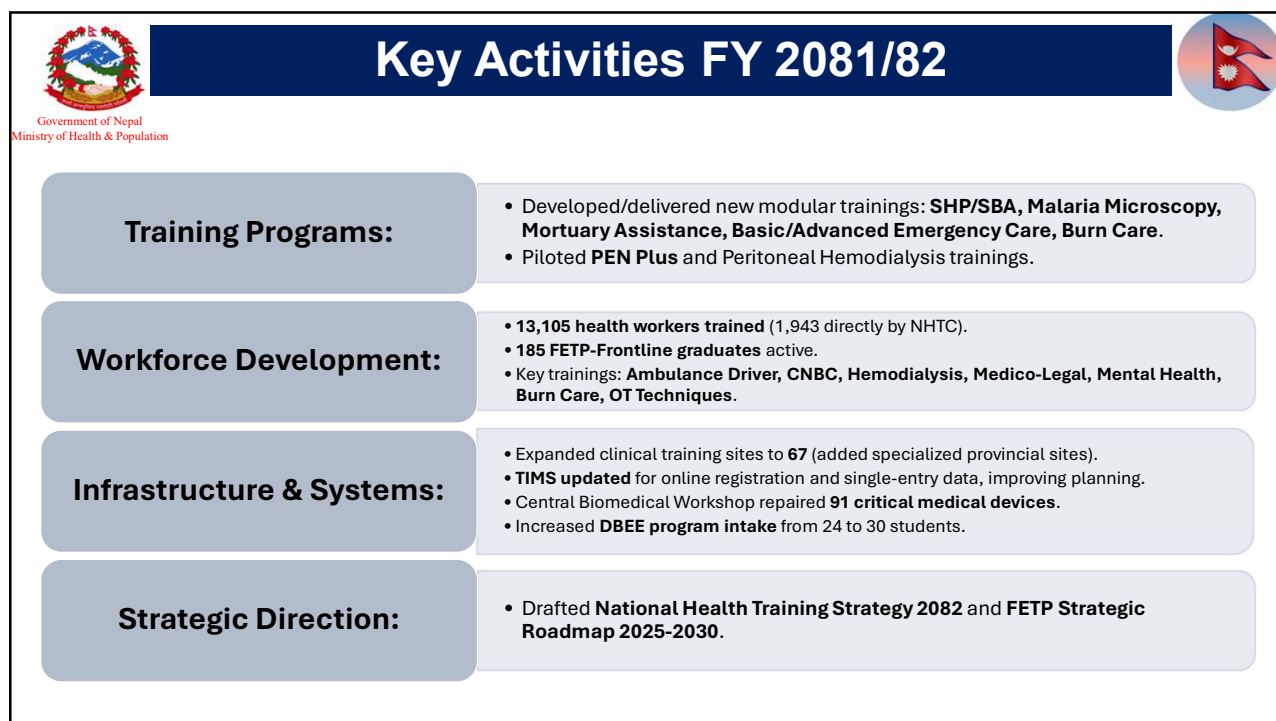 Key Activities FY 2081/82
Government of Nepal
Ministry of Health & Population
Training Programs:
• Developed/delivered new modular trainings: SHP/SBA, Malaria Microscopy,
Mortuary Assistance, Basic/Advanced Emergency Care, Burn Care.
• Piloted PEN Plus and Peritoneal Hemodialysis trainings.
Workforce Development:
• 13,105 health workers trained (1,943 directly by NHTC).
• 185 FETP-Frontline graduates active.
• Key trainings: Ambulance Driver, CNBC, Hemodialysis, Medico-Legal, Mental Health,
Burn Care, OT Techniques.
Infrastructure & Systems:
• Expanded clinical training sites to 67 (added specialized provincial sites).
• TIMS updated for online registration and single-entry data, improving planning.
• Central Biomedical Workshop repaired 91 critical medical devices.
• Increased DBEE program intake from 24 to 30 students.
Strategic Direction:
• Drafted National Health Training Strategy 2082 and FETP Strategic
Roadmap 2025-2030.